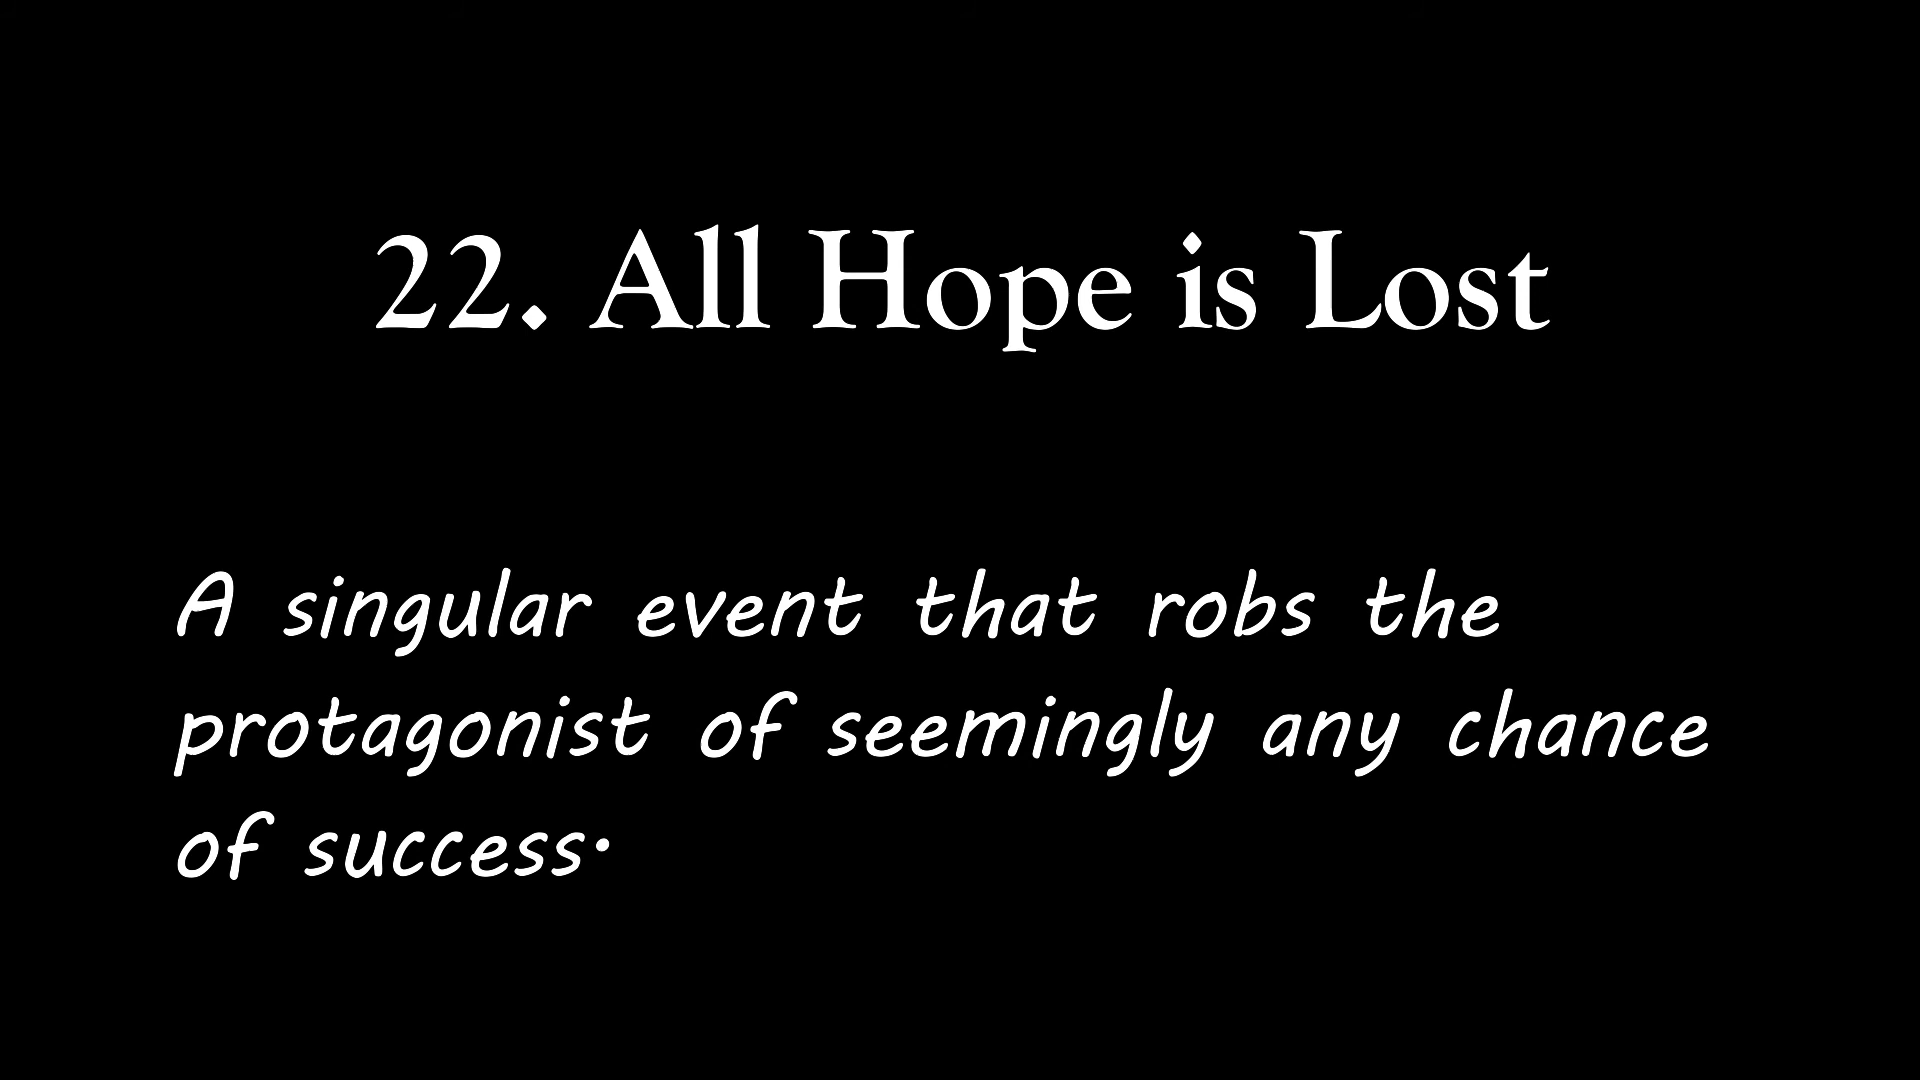 22. All Hope is Lost
A singular event that robs the
protagonist of seemingly any chance
of success.